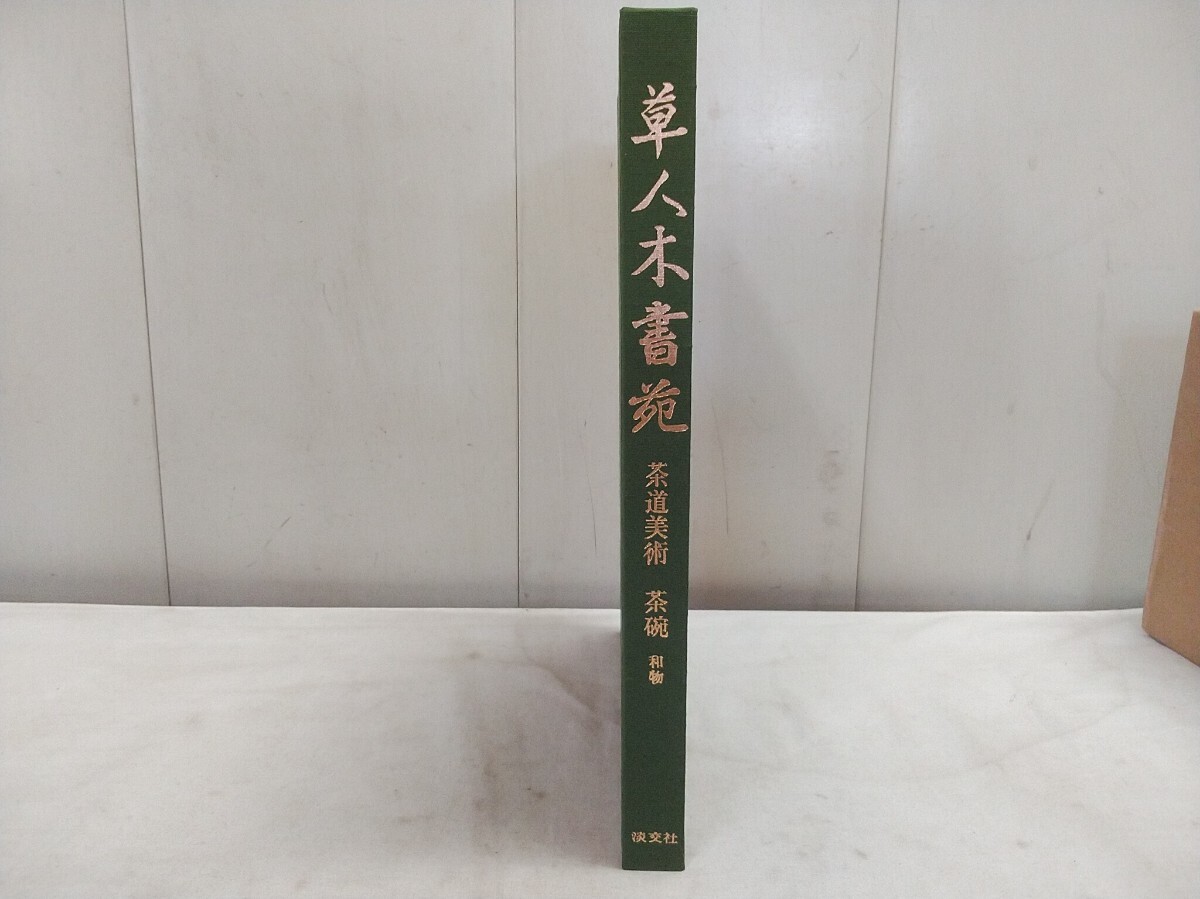 草人木書苑
茶道美術 茶碗 和物
淡交社